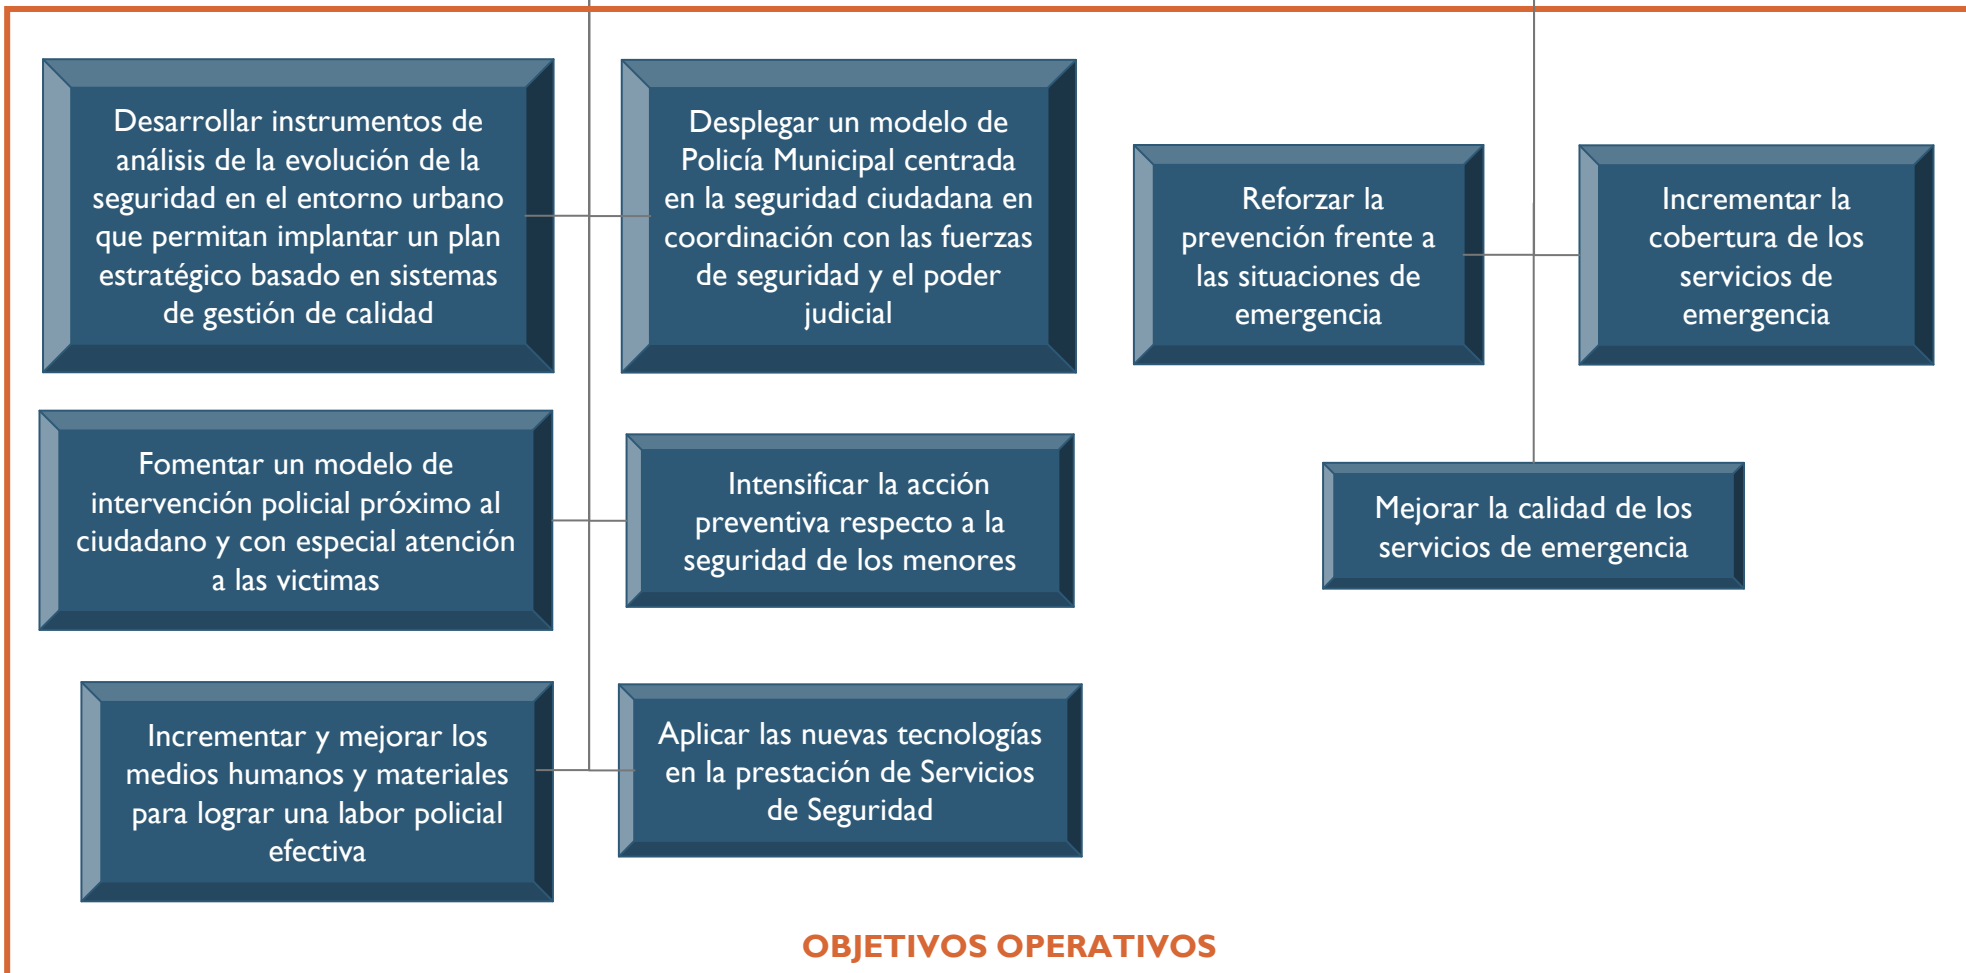 Desarrollar instrumentos de
análisis de la evolución de la
seguridad en el entorno urbano
que permitan implantar un plan
estratégico basado en sistemas
de gestión de calidad
Desplegar un modelo de
Policía Municipal centrada
en la seguridad ciudadana en
coordinación con las fuerzas
de seguridad y el poder
judicial
Reforzar la
prevención frente a
las situaciones de
emergencia
Incrementar la
cobertura de los
servicios de
emergencia
Fomentar un modelo de
intervención policial próximo al
ciudadano y con especial atención
a las victimas
Intensificar la acción
preventiva respecto a la
seguridad de los menores
Mejorar la calidad de los
servicios de emergencia
Incrementar y mejorar los
medios humanos y materiales
para lograr una labor policial
efectiva
Aplicar las nuevas tecnologías
en la prestación de Servicios
de Seguridad
OBJETIVOS OPERATIVOS